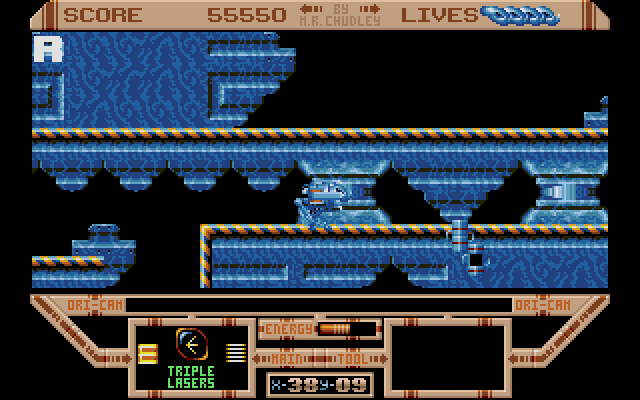 SCORE 55550 BY LIVES
M.R.CHUDLEY
R
ORI-CAM ORI-CAM
ENERGY
MAIN TOOL
TRIPLE
LASERS
X-38Y-09